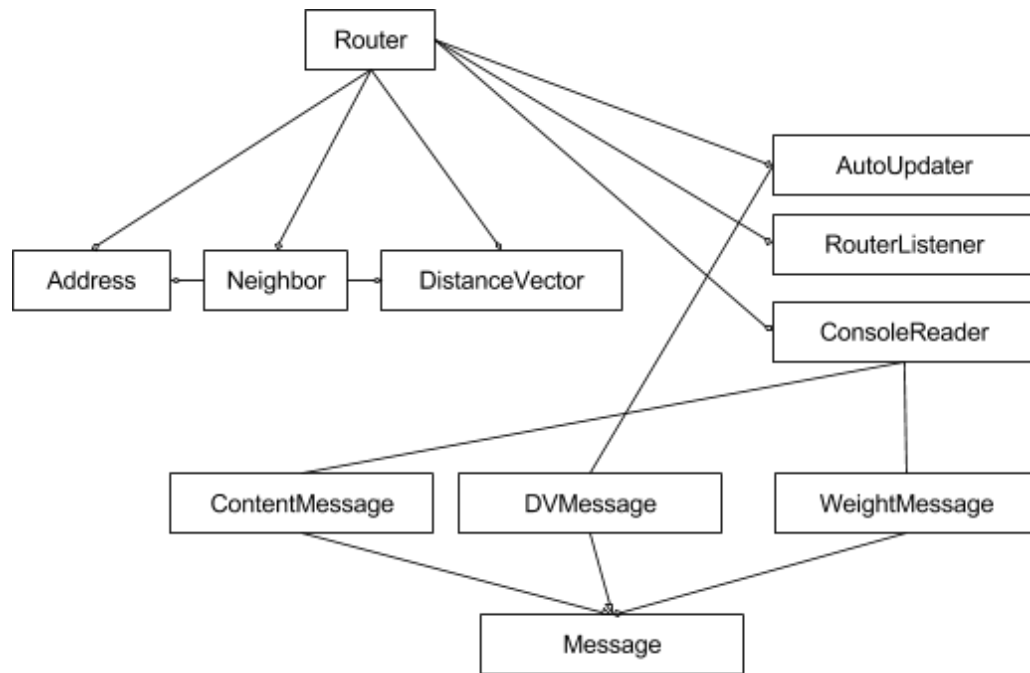 Router
AutoUpdater
RouterListener
Address
Neighbor
DistanceVector
ConsoleReader
ContentMessage
DVMessage
WeightMessage
Message